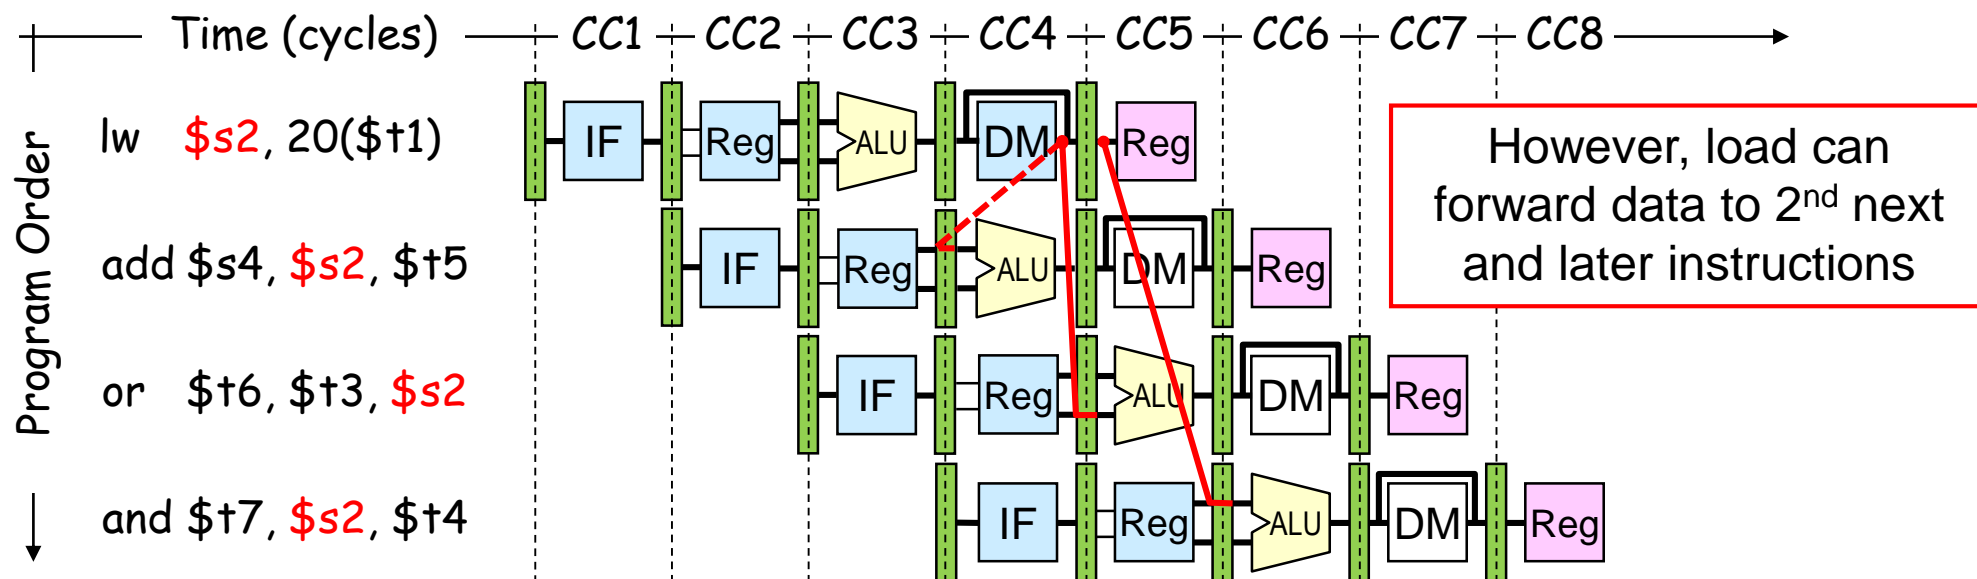 Time (cycles) CC1 CC2 CC3 CC4 CC5 CC6 CC7 CC8
Program Order
lw $s2, 20($t1) IF Reg ALU DM Reg
However, load can
forward data to 2nd next
and later instructions
add $s4, $s2, $t5 IF Reg ALU DM Reg
or $t6, $t3, $s2 IF Reg ALU DM Reg
and $t7, $s2, $t4 IF Reg ALU DM Reg